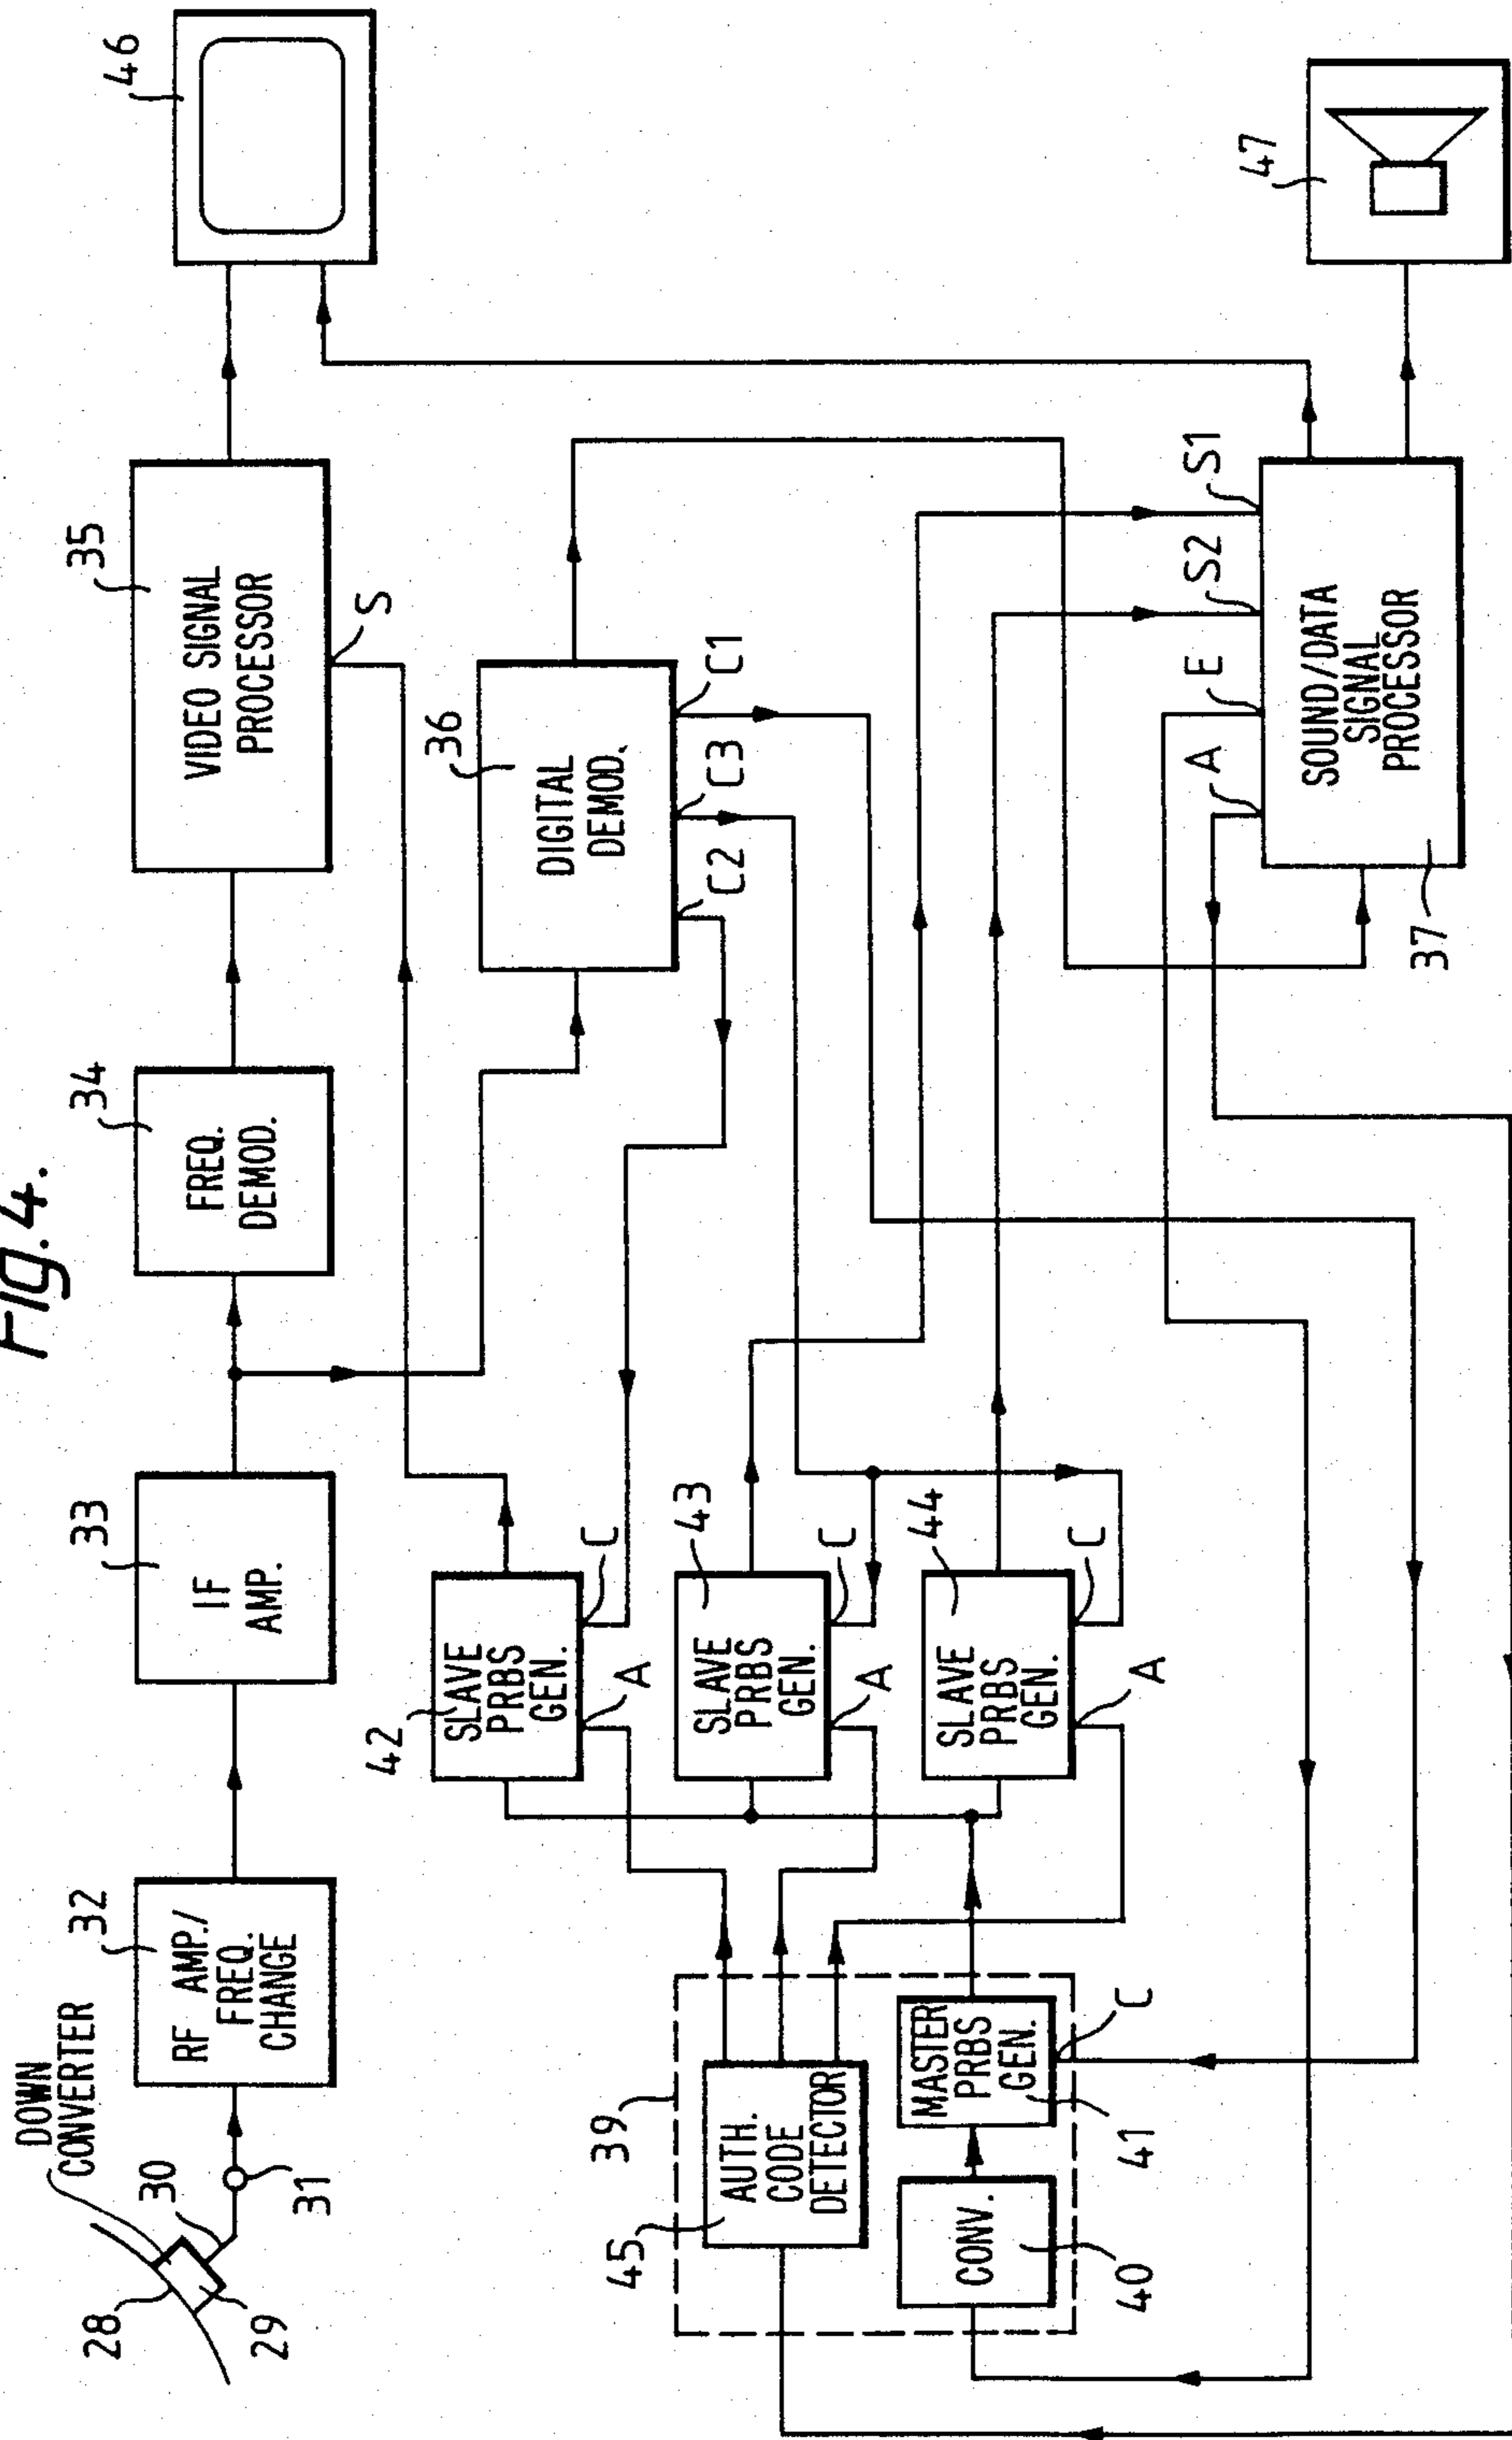 Fig. 4.
DOWN
CONVERTER
28
29
30
31
32
RF AMP./
FREQ.
CHANGE
33
IF
AMP.
34
FREQ.
DEMOD.
35
VIDEO SIGNAL
PROCESSOR
S
46
42
SLAVE
PRBS
GEN.
A
C
36
DIGITAL
DEMOD.
C2
C3
C1
43
SLAVE
PRBS
GEN.
A
C
44
SLAVE
PRBS
GEN.
A
C
39
45
AUTH.
CODE
DETECTOR
CONV.
40
MASTER
PRBS
GEN.
41
C
A
E
S2
S1
SOUND/DATA
SIGNAL
PROCESSOR
37
47